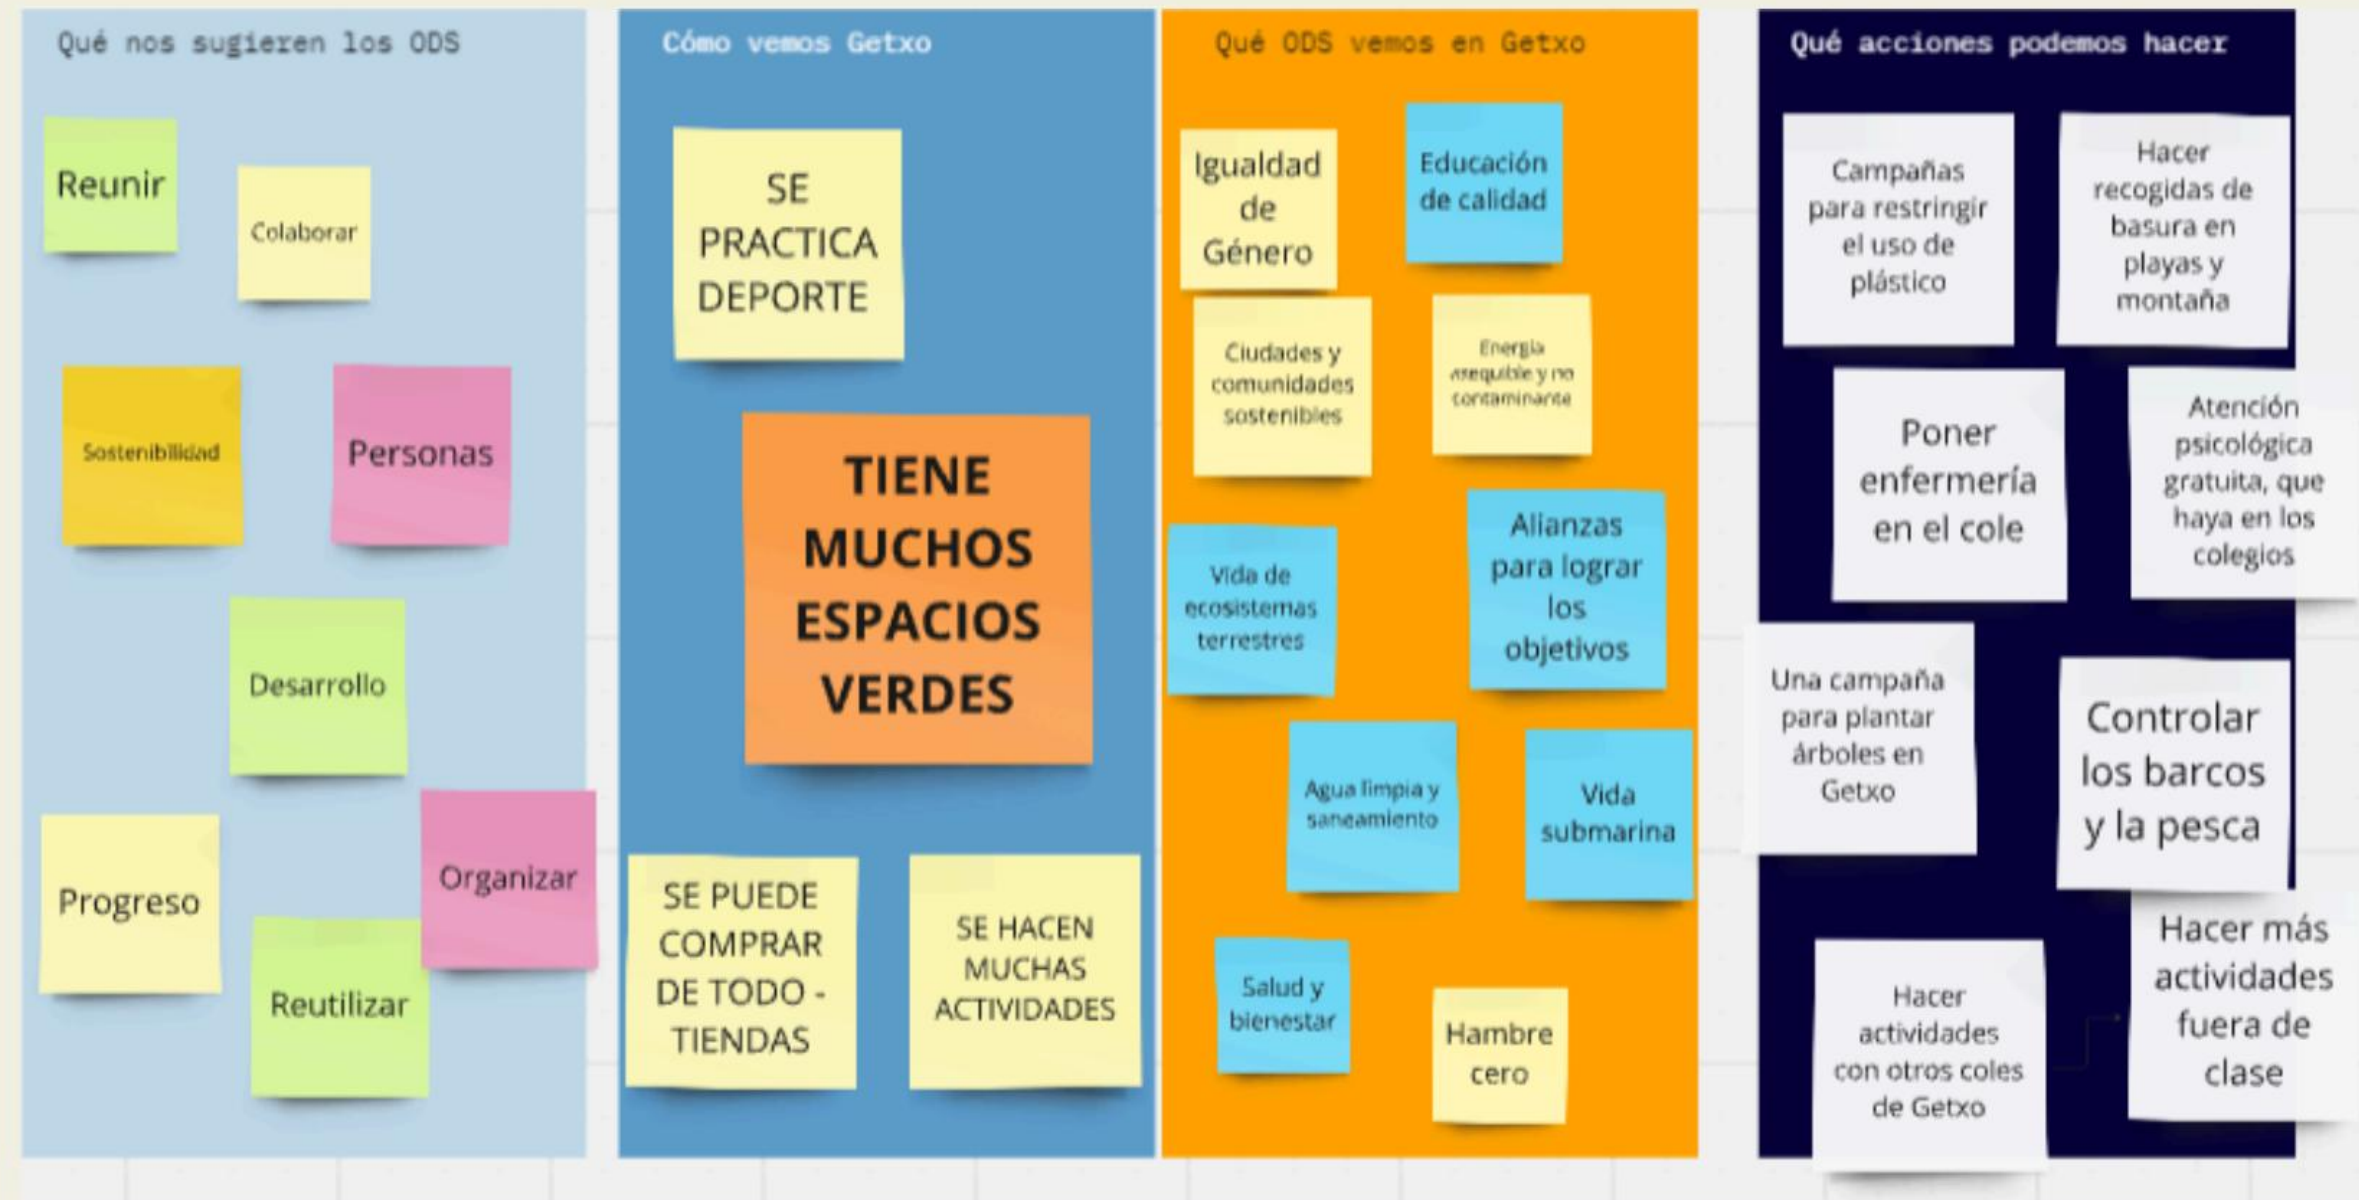 Qué nos sugieren los ODS
Reunir
Colaborar
Sostenibilidad
Personas
Desarrollo
Progreso
Organizar
Reutilizar
Cómo vemos Getxo
SE
PRACTICA
DEPORTE
TIENE
MUCHOS
ESPACIOS
VERDES
SE PUEDE
COMPRAR
DE TODO -
TIENDAS
SE HACEN
MUCHAS
ACTIVIDADES
Qué ODS vemos en Getxo
Igualdad
de
Género
Educación
de calidad
Ciudades y
comunidades
sostenibles
Energía
asequible y no
contaminante
Vida de
ecosistemas
terrestres
Alianzas
para lograr
los
objetivos
Agua limpia y
saneamiento
Vida
submarina
Salud y
bienestar
Hambre
cero
Qué acciones podemos hacer
Campañas
para restringir
el uso de
plástico
Hacer
recogidas de
basura en
playas y
montaña
Poner
enfermería
en el cole
Atención
psicológica
gratuita, que
haya en los
colegios
Una campaña
para plantar
árboles en
Getxo
Controlar
los barcos
y la pesca
Hacer
actividades
con otros coles
de Getxo
Hacer más
actividades
fuera de
clase